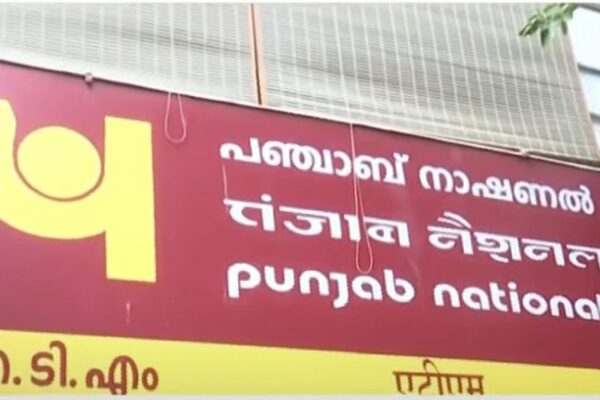 പഞ്ചാബ് നാഷണൽ
पंजाब नैशनल
punjab national
.ടി.എം एटीएम